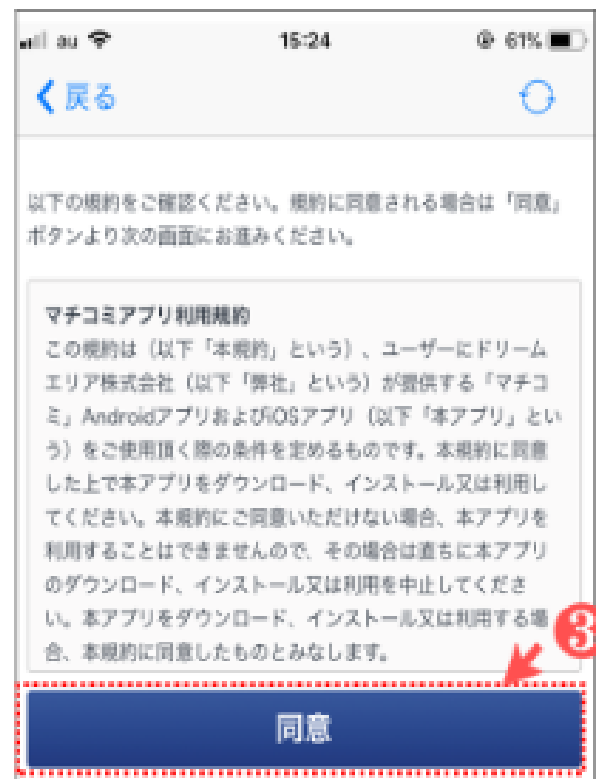 au 15:24 61%
戻る
以下の規約をご確認ください。規約に同意される場合は「同意」
ボタンより次の画面にお進みください。
マチコミアプリ利用規約
この規約は（以下「本規約」という）、ユーザーにドリーム
エリア株式会社（以下「弊社」という）が提供する「マチコ
ミ」AndroidアプリおよびiOSアプリ（以下「本アプリ」とい
う）をご使用頂く際の条件を定めるものです。本規約に同意
した上で本アプリをダウンロード、インストール又は利用し
てください。本規約にご同意いただけない場合、本アプリを
利用することはできませんので、その場合は直ちに本アプリ
のダウンロード、インストール又は利用を中止してくださ
い。本アプリをダウンロード、インストール又は利用する場
合、本規約に同意したものとみなします。
❸
同意